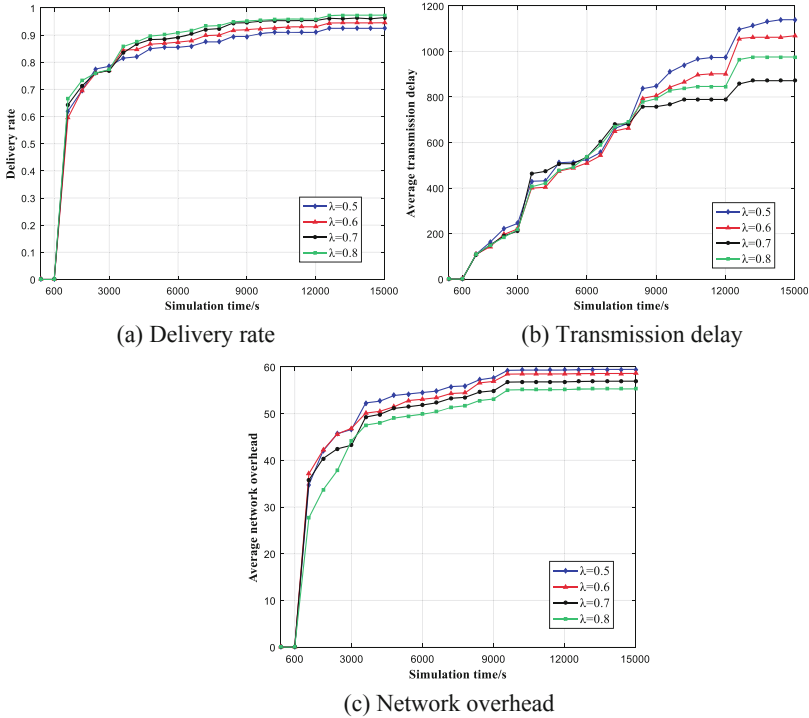 1
0.9
0.8
0.7
0.6
0.5
0.4
0.3
0.2
0.1
0
Delivery rate
λ=0.5
λ=0.6
λ=0.7
λ=0.8
600 3000 6000 9000 12000 15000
Simulation time/s
(a) Delivery rate
1200
1000
800
600
400
200
0
Average transmission delay
λ=0.5
λ=0.6
λ=0.7
λ=0.8
600 3000 6000 9000 12000 15000
Simulation time/s
(b) Transmission delay
60
50
40
30
20
10
0
Average network overhead
λ=0.5
λ=0.6
λ=0.7
λ=0.8
600 3000 6000 9000 12000 15000
Simulation time/s
(c) Network overhead